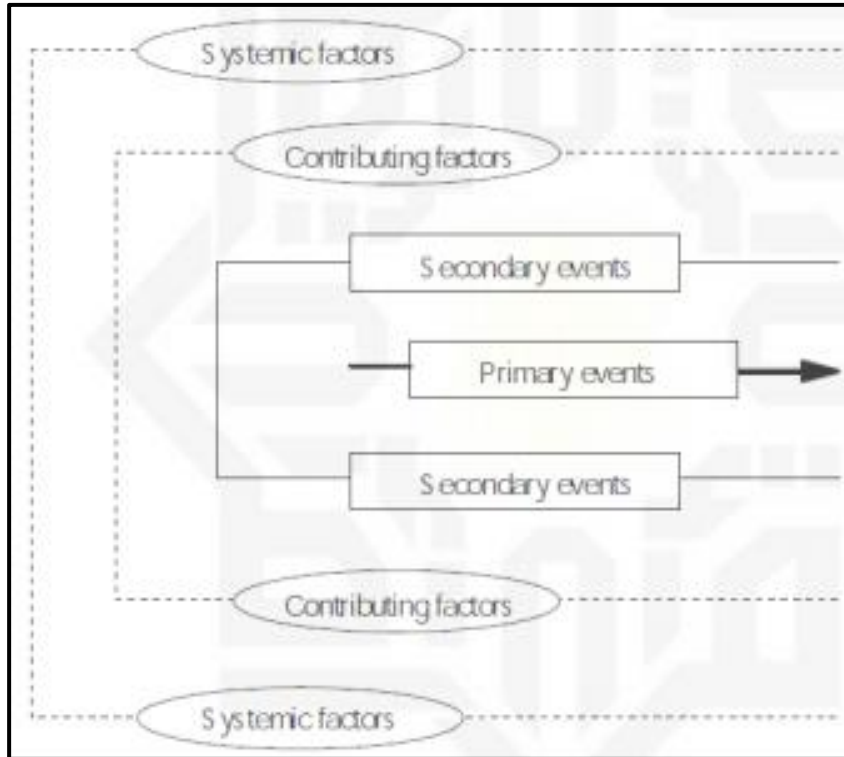 Systemic factors
Contributing factors
Secondary events
Primary events
Secondary events
Contributing factors
Systemic factors